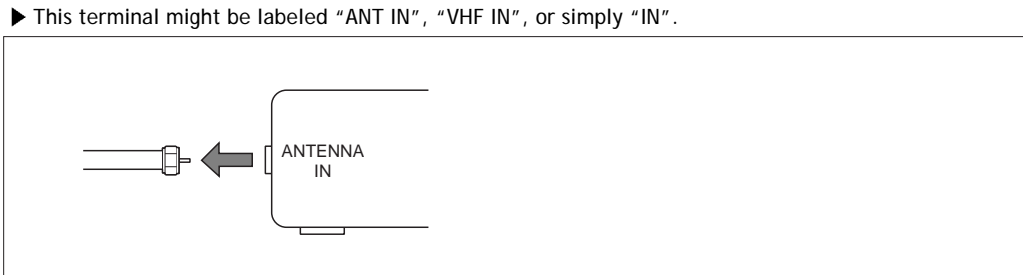 ▶ This terminal might be labeled “ANT IN”, “VHF IN”, or simply “IN”.
ANTENNA
IN